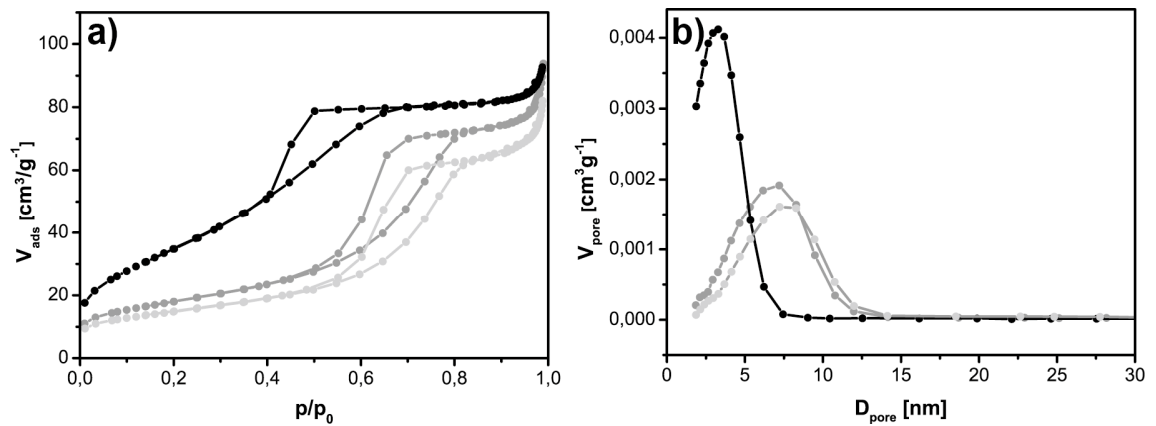 a)
100
80
60
40
20
0
V_ads [cm³/g⁻¹]
0,0 0,2 0,4 0,6 0,8 1,0
p/p₀
b)
0,004
0,003
0,002
0,001
0,000
V_pore [cm³g⁻¹]
0 5 10 15 20 25 30
D_pore [nm]